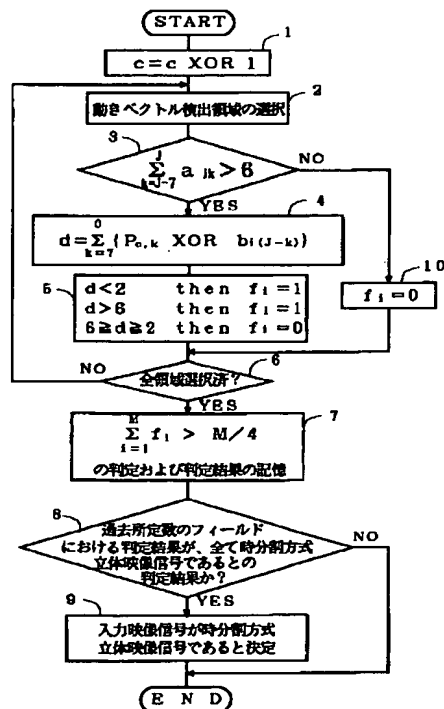 START
1
c=c XOR 1
2
動きベクトル検出領域の選択
3
J
Σ a ik > 6
k=J-7
NO
YES
4
0
d=Σ{Pc,k XOR bi(J-k)}
k=7
5
d<2 then fi=1
d>6 then fi=1
6≧d≧2 then fi=0
10
fi=0
6
NO
全領域選択済?
YES
7
M
Σ fi > M/4
i=1
の判定および判定結果の記憶
8
過去所定数のフィールド
における判定結果が、全て時分割方式
立体映像信号であるとの
判定結果か?
NO
YES
9
入力映像信号が時分割方式
立体映像信号であると決定
END